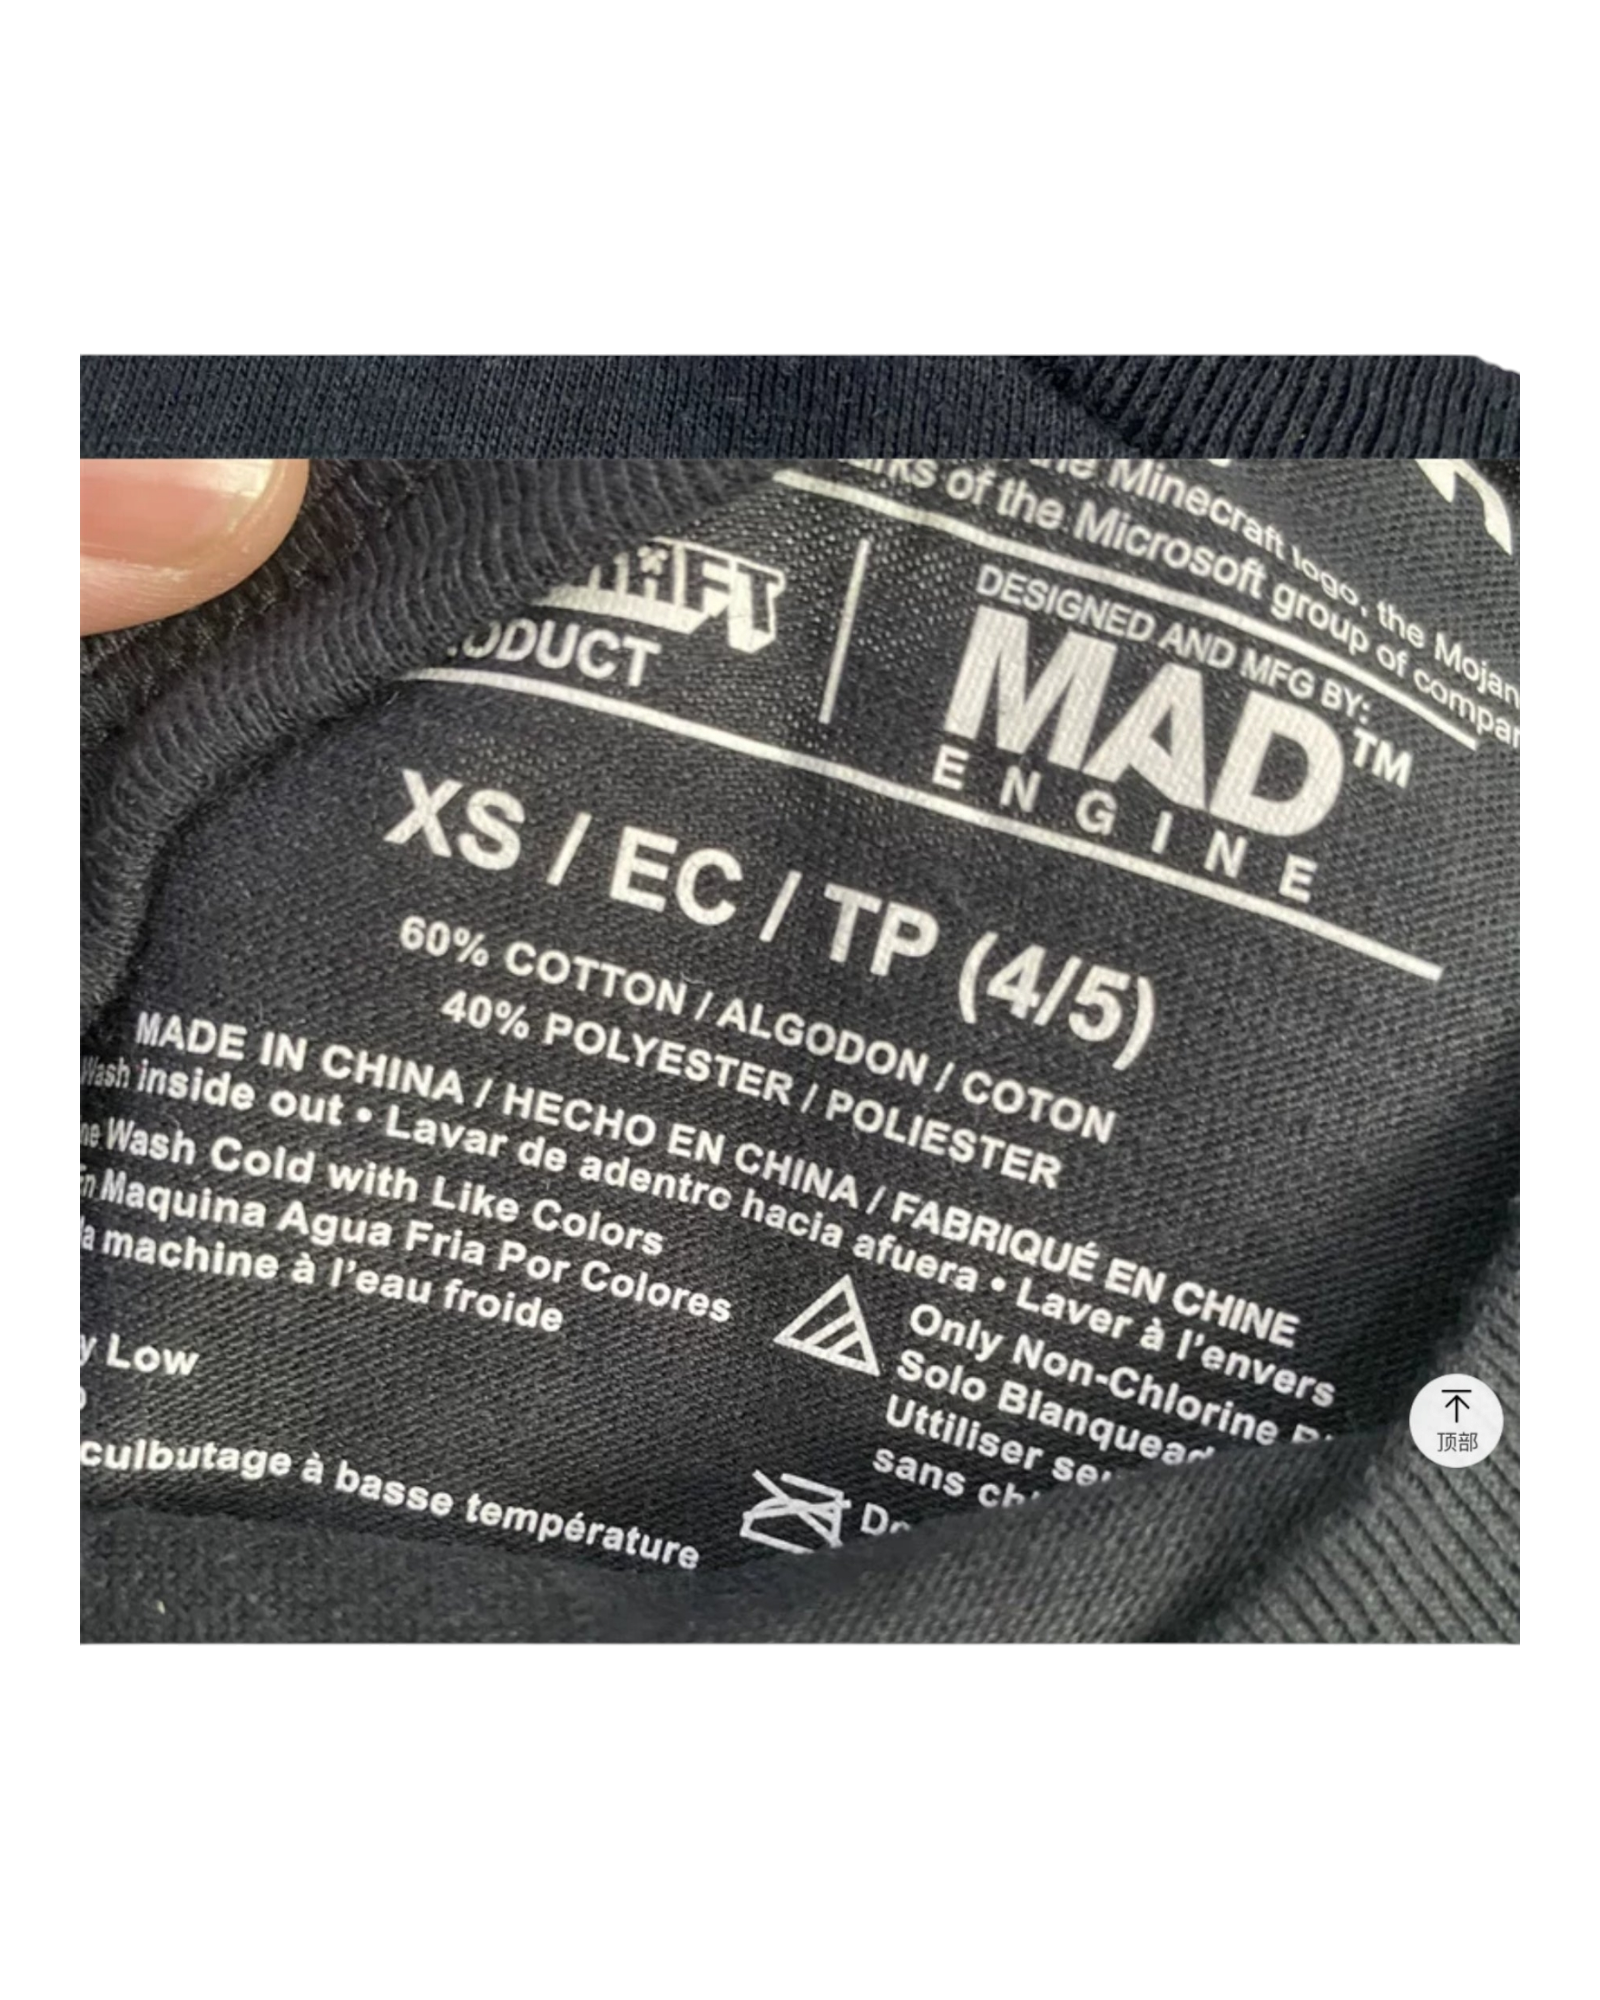 the Minecraft logo, the Mojan
of the Microsoft group of compan
DESIGNED AND MFG BY:
MAD™
ENGINE
XS / EC / TP (4/5)
60% COTTON / ALGODON / COTON
40% POLYESTER / POLIESTER
MADE IN CHINA / HECHO EN CHINA / FABRIQUÉ EN CHINE
Wash inside out • Lavar de adentro hacia afuera • Laver à l'envers
Wash Cold with Like Colors
Maquina Agua Fria Por Colores
machine à l'eau froide
Low
culbutage à basse température
Only Non-Chlorine
Solo Blanquead
Uttiliser
sans
顶部